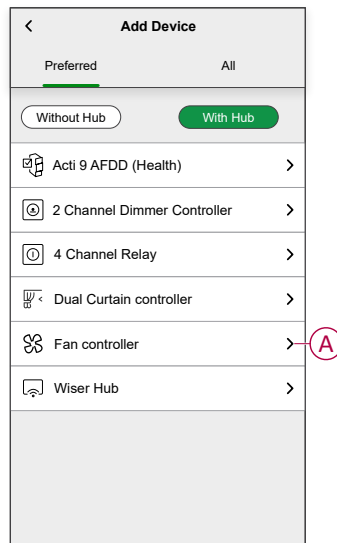 Add Device
Preferred All
Without Hub With Hub
Acti 9 AFDD (Health)
2 Channel Dimmer Controller
4 Channel Relay
Dual Curtain controller
Fan controller A
Wiser Hub